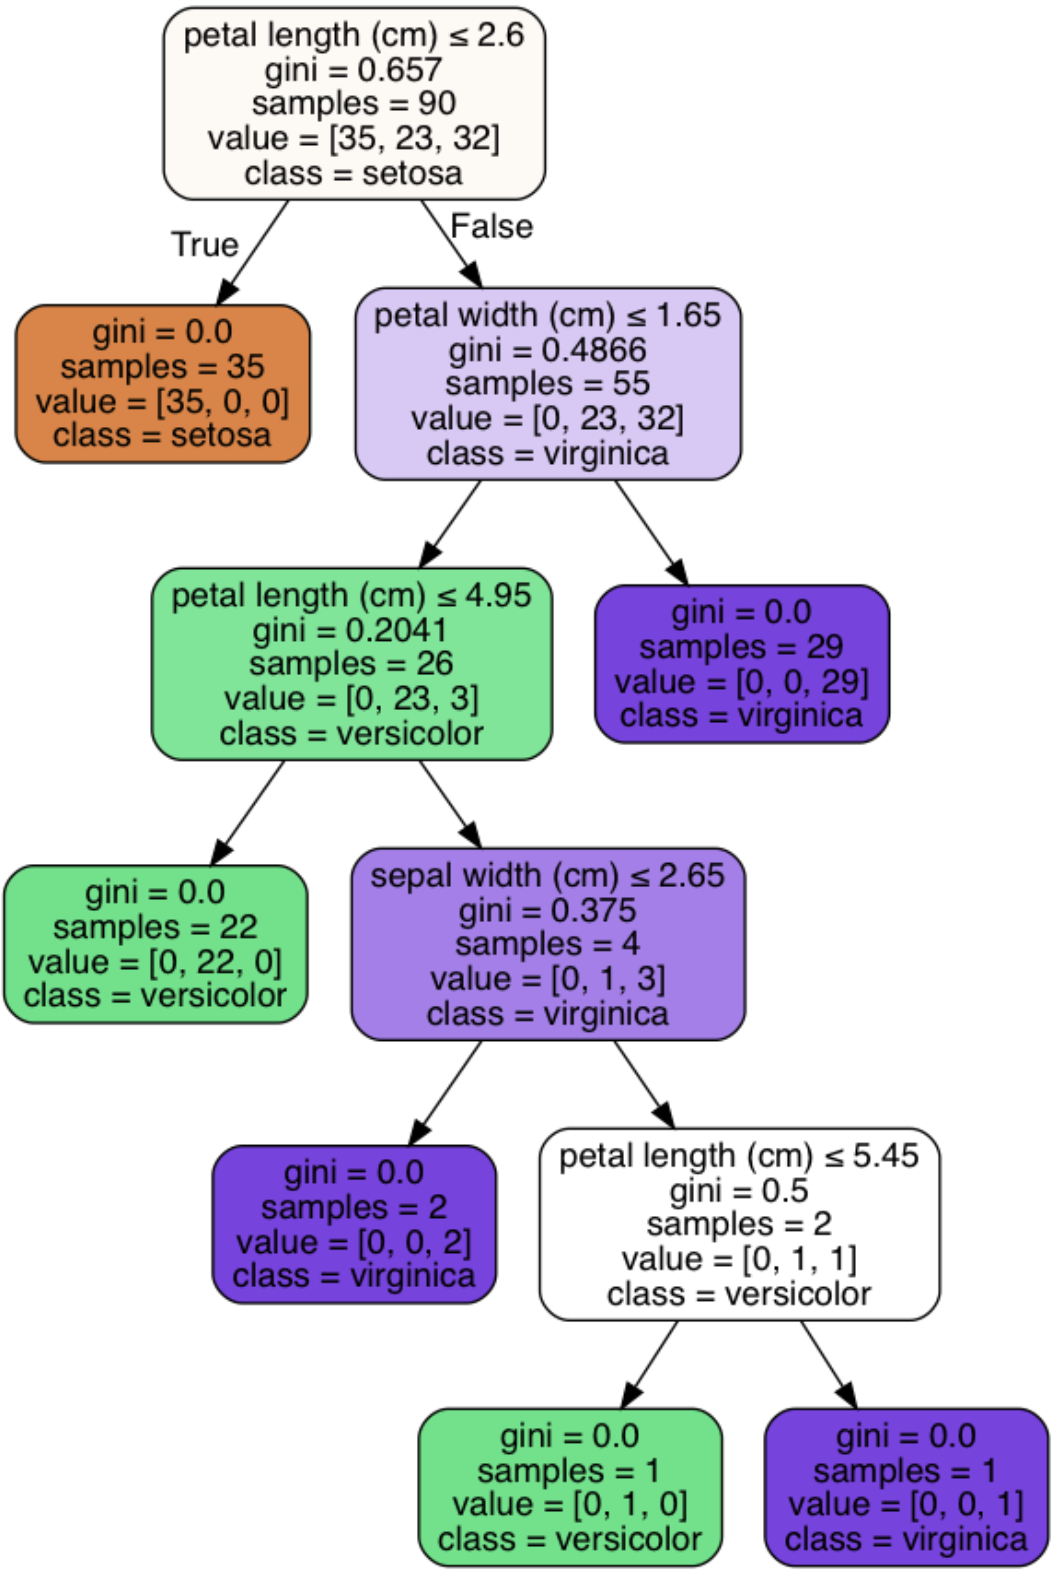 petal length (cm) ≤ 2.6
gini = 0.657
samples = 90
value = [35, 23, 32]
class = setosa
True
False
gini = 0.0
samples = 35
value = [35, 0, 0]
class = setosa
petal width (cm) ≤ 1.65
gini = 0.4866
samples = 55
value = [0, 23, 32]
class = virginica
petal length (cm) ≤ 4.95
gini = 0.2041
samples = 26
value = [0, 23, 3]
class = versicolor
gini = 0.0
samples = 29
value = [0, 0, 29]
class = virginica
gini = 0.0
samples = 22
value = [0, 22, 0]
class = versicolor
sepal width (cm) ≤ 2.65
gini = 0.375
samples = 4
value = [0, 1, 3]
class = virginica
gini = 0.0
samples = 2
value = [0, 0, 2]
class = virginica
petal length (cm) ≤ 5.45
gini = 0.5
samples = 2
value = [0, 1, 1]
class = versicolor
gini = 0.0
samples = 1
value = [0, 1, 0]
class = versicolor
gini = 0.0
samples = 1
value = [0, 0, 1]
class = virginica